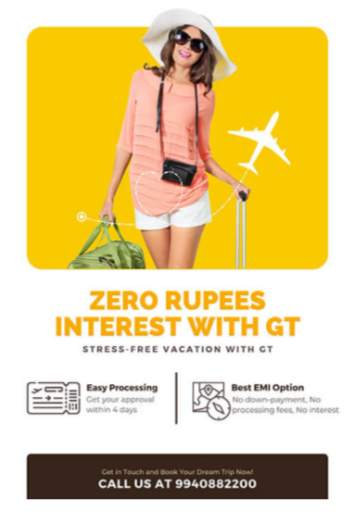 ZERO RUPEES
INTEREST WITH GT
STRESS-FREE VACATION WITH GT
Easy Processing
Get your approval
within 4 days
Best EMI Option
No down-payment, No
processing fees, No interest
Get in Touch and Book Your Dream Trip Now!
CALL US AT 9940882200